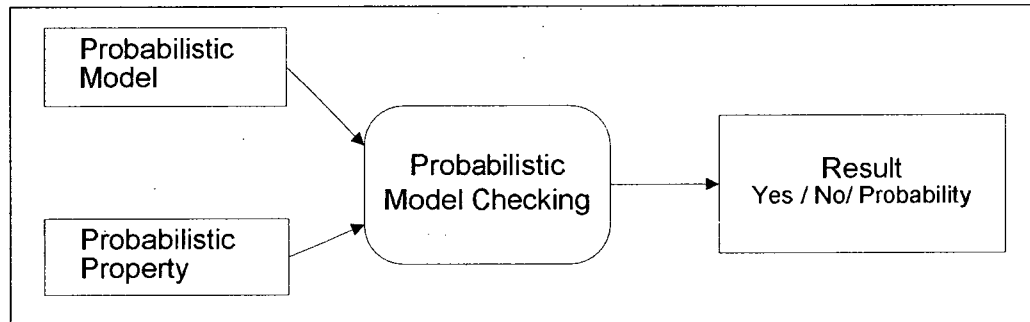 Probabilistic
Model
Probabilistic
Property
Probabilistic
Model Checking
Result
Yes / No/ Probability